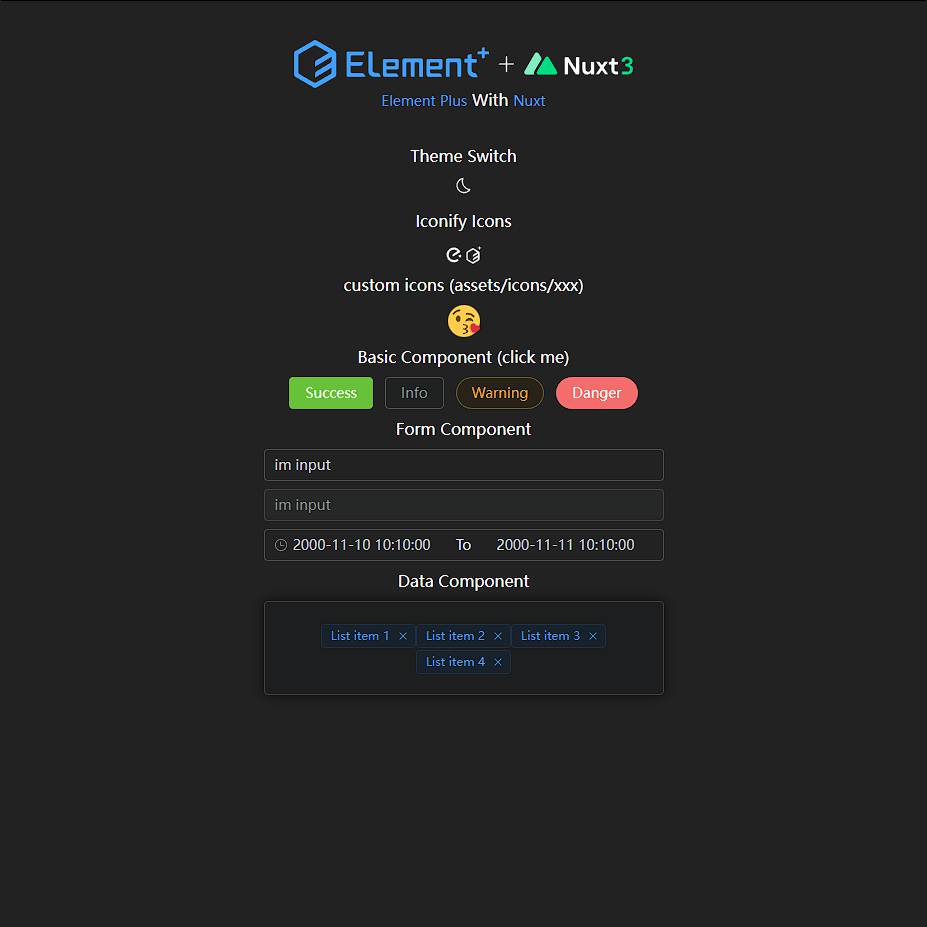 Element+ + Nuxt3
Element Plus With Nuxt
Theme Switch
Iconify Icons
custom icons (assets/icons/xxx)
Basic Component (click me)
Success Info Warning Danger
Form Component
im input
im input
2000-11-10 10:10:00 To 2000-11-11 10:10:00
Data Component
List item 1 × List item 2 × List item 3 ×
List item 4 ×